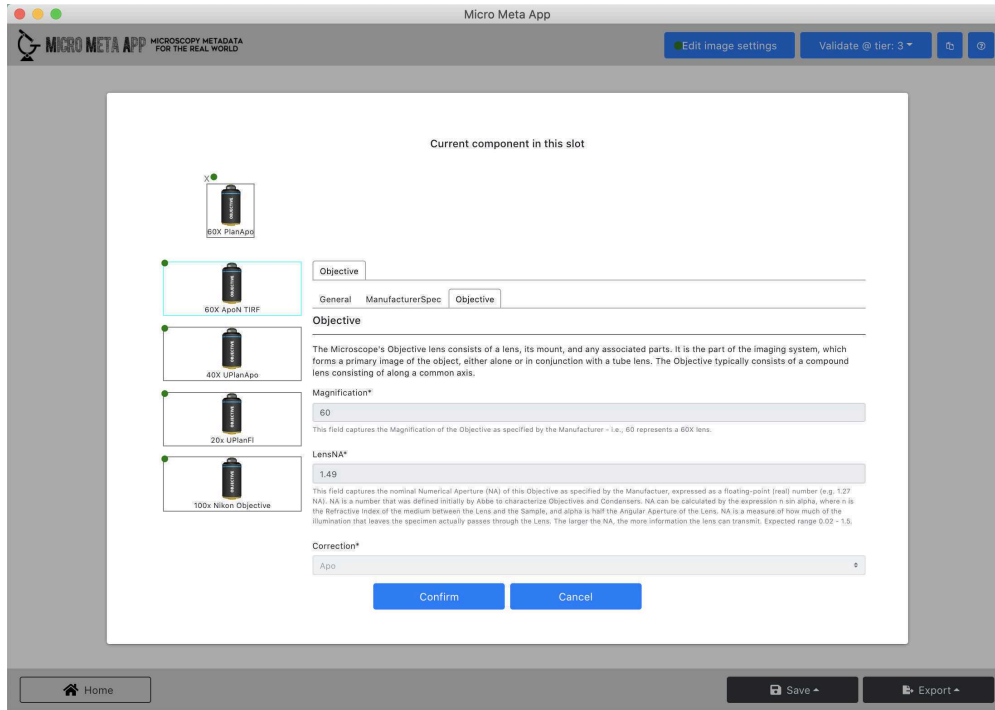 Micro Meta App
MICRO META APP MICROSCOPY METADATA
FOR THE REAL WORLD
Edit image settings
Validate @ tier: 3
Current component in this slot
X
OBJECTIVE
60X PlanApo
OBJECTIVE
60X ApoN TIRF
OBJECTIVE
40X UPlanApo
OBJECTIVE
20x UPlanFl
OBJECTIVE
100x Nikon Objective
Objective
General ManufacturerSpec Objective
Objective
The Microscope's Objective lens consists of a lens, its mount, and any associated parts. It is the part of the imaging system, which
forms a primary image of the object, either alone or in conjunction with a tube lens. The Objective typically consists of a compound
lens consisting of along a common axis.
Magnification*
60
This field captures the Magnification of the Objective as specified by the Manufacturer - i.e., 60 represents a 60X lens.
LensNA*
1.49
This field captures the nominal Numerical Aperture (NA) of this Objective as specified by the Manufactuer, expressed as a floating-point (real) number (e.g. 1.27
NA). NA is a number that was defined initially by Abbe to characterize Objectives and Condensers. NA can be calculated by the expression n sin alpha, where n is
the Refractive Index of the medium between the Lens and the Sample, and alpha is half the Angular Aperture of the Lens. NA is a measure of how much of the
illumination that leaves the specimen actually passes through the Lens. The larger the NA, the more information the lens can transmit. Expected range 0.02 - 1.5.
Correction*
Apo
Confirm Cancel
Home
Save
Export